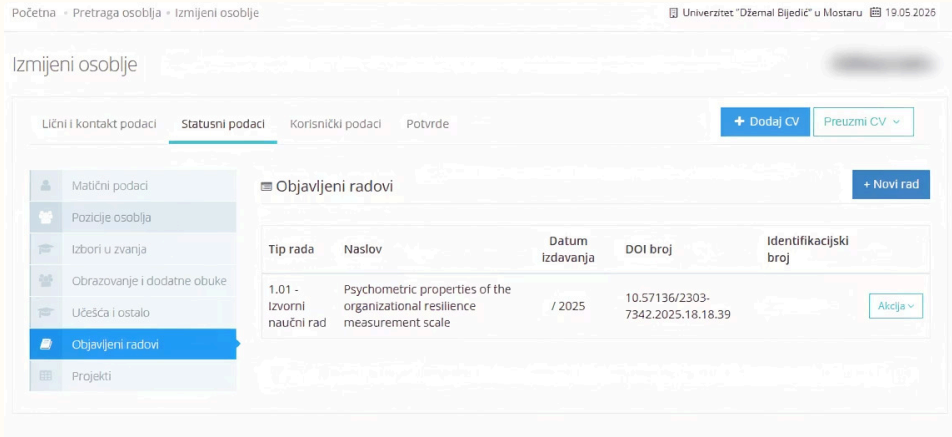 Početna • Pretraga osoblja • Izmijeni osoblje
Univerzitet "Džemal Bijedić" u Mostaru 19.05.2026
Izmijeni osoblje
Lični i kontakt podaci Statusni podaci Korisnički podaci Potvrde
+ Dodaj CV Preuzmi CV
Matični podaci
Pozicije osoblja
Izbori u zvanja
Obrazovanje i dodatne obuke
Učešća i ostalo
Objavljeni radovi
Projekti
Objavljeni radovi
+ Novi rad
Tip rada Naslov Datum izdavanja DOI broj Identifikacijski broj
1.01 - Izvorni naučni rad
Psychometric properties of the
organizational resilience
measurement scale
/ 2025
10.57136/2303-
7342.2025.18.18.39
Akcija